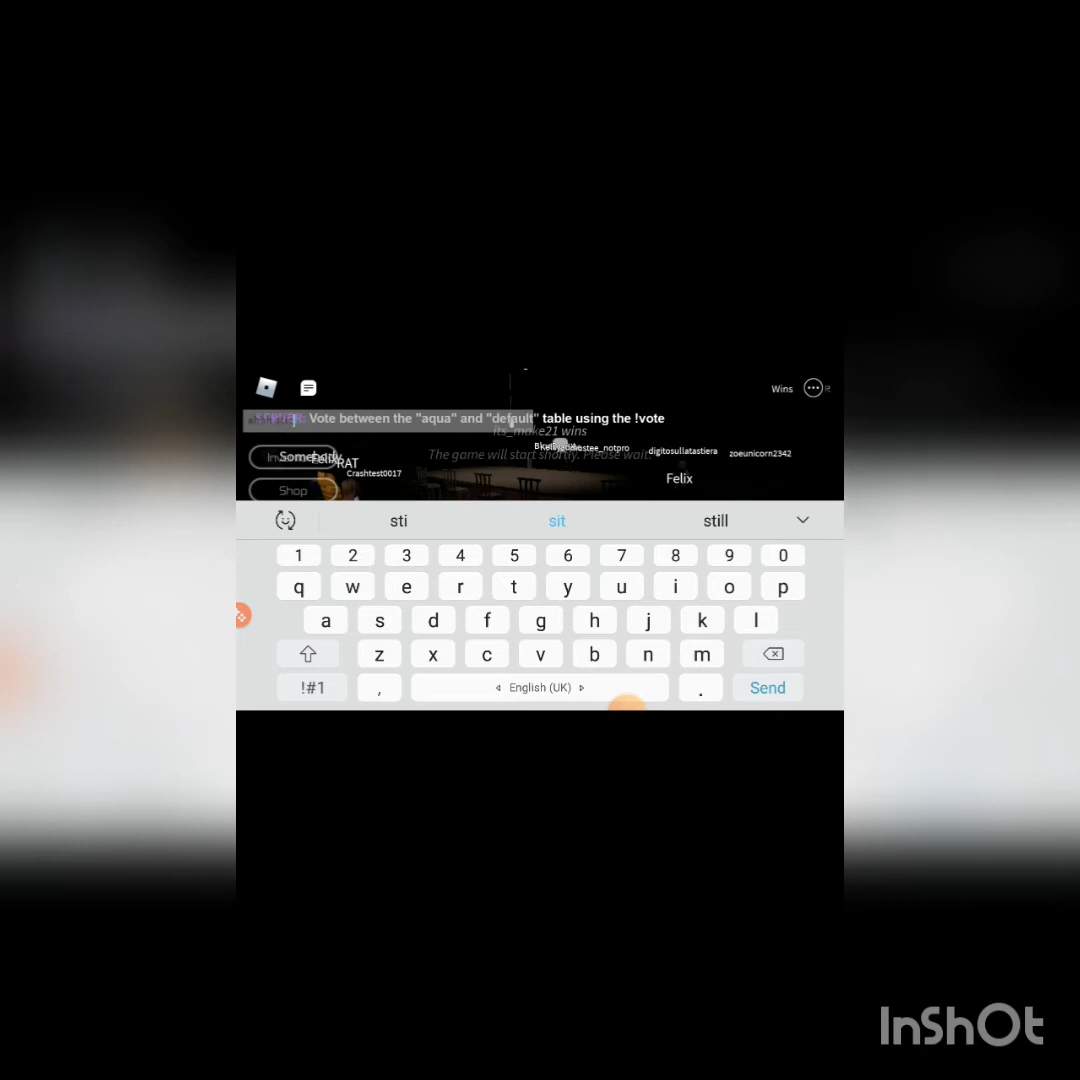 Wins
Vote between the "aqua" and "default" table using the !vote
its_make21 wins
digitosullatastiera
zoeunicorn2342
The game will start shortly. Please wait.
Somebody
RAT
Crashtest0017
Felix
Shop
sti sit still
1 2 3 4 5 6 7 8 9 0
q w e r t y u i o p
a s d f g h j k l
z x c v b n m
!#1 , English (UK) . Send
InShOt